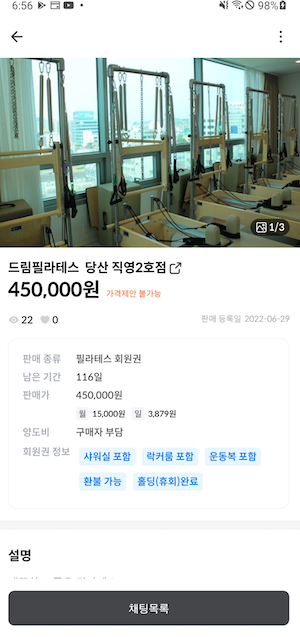 6:56 98%
1/3
드림필라테스 당산 직영2호점
450,000원 가격제안 불가능
22 0 판매 등록일 2022-06-29
판매 종류 필라테스 회원권
남은 기간 116일
판매가 450,000원
월 15,000원 일 3,879원
양도비 구매자 부담
회원권 정보 샤워실 포함 락커룸 포함 운동복 포함
환불 가능 홀딩(휴회)완료
설명
채팅목록